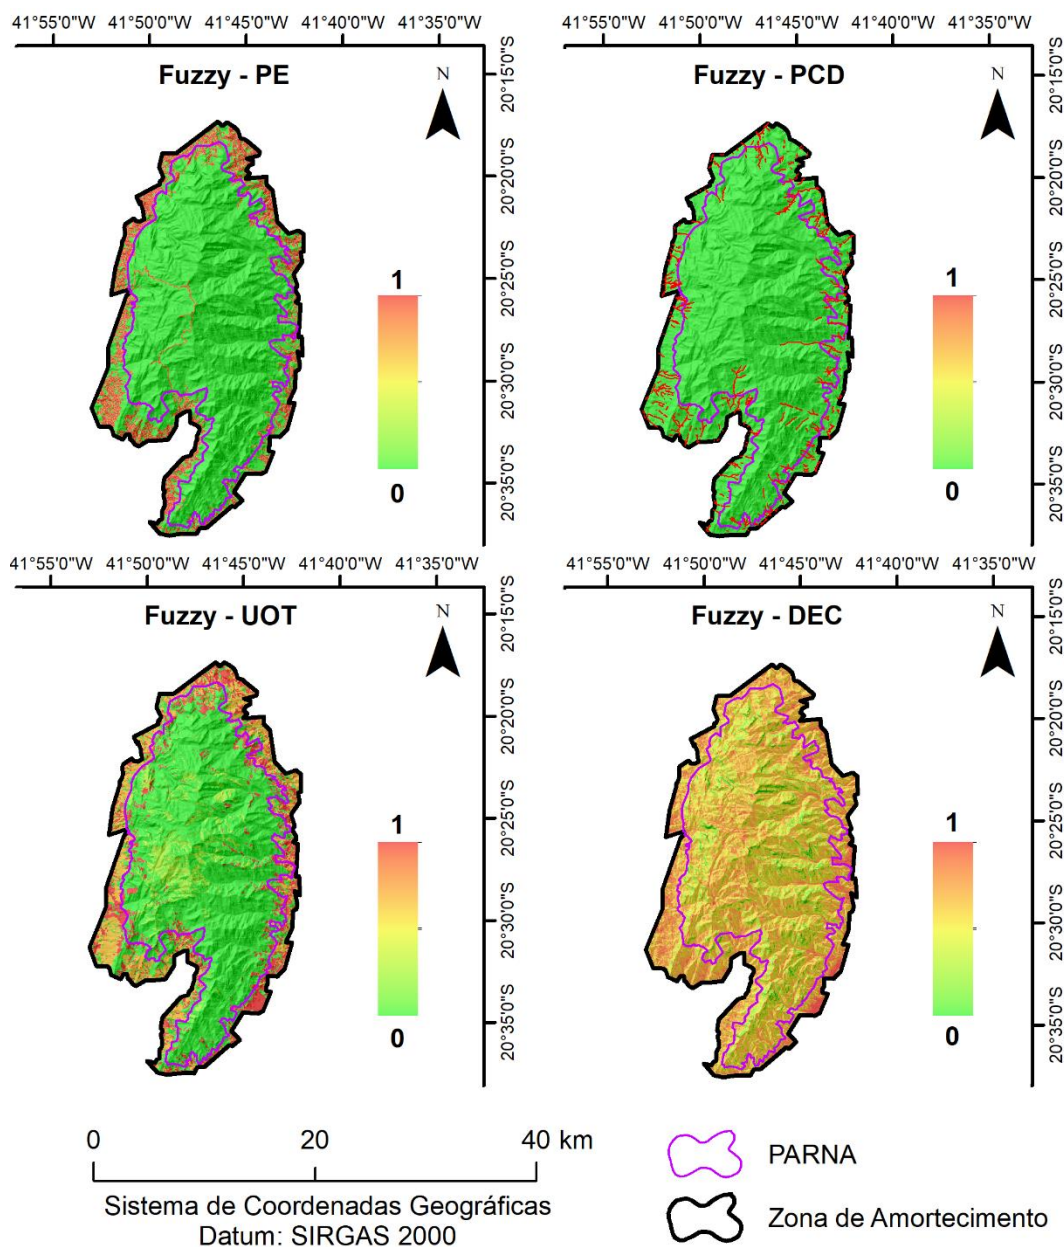 41°55'0"W 41°50'0"W 41°45'0"W 41°40'0"W 41°35'0"W
Fuzzy - PE
N
20°15'0"S
20°20'0"S
20°25'0"S
20°30'0"S
20°35'0"S
1
0
41°55'0"W 41°50'0"W 41°45'0"W 41°40'0"W 41°35'0"W
Fuzzy - PCD
N
20°15'0"S
20°20'0"S
20°25'0"S
20°30'0"S
20°35'0"S
1
0
41°55'0"W 41°50'0"W 41°45'0"W 41°40'0"W 41°35'0"W
Fuzzy - UOT
N
20°15'0"S
20°20'0"S
20°25'0"S
20°30'0"S
20°35'0"S
1
0
41°55'0"W 41°50'0"W 41°45'0"W 41°40'0"W 41°35'0"W
Fuzzy - DEC
N
20°15'0"S
20°20'0"S
20°25'0"S
20°30'0"S
20°35'0"S
1
0
0 20 40 km
Sistema de Coordenadas Geográficas
Datum: SIRGAS 2000
PARNA
Zona de Amortecimento